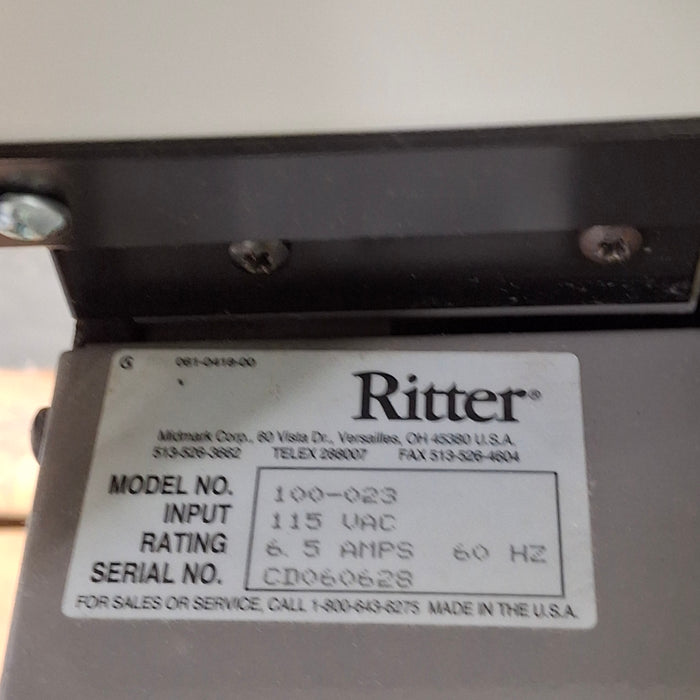 G 061-0418-00
Ritter®
Midmark Corp., 60 Vista Dr., Versailles, OH 45380 U.S.A.
513-526-3662 TELEX 288007 FAX 513-526-4604
MODEL NO. 100-023
INPUT 115 VAC
RATING 6.5 AMPS 60 HZ
SERIAL NO. CD060628
FOR SALES OR SERVICE, CALL 1-800-643-6275 MADE IN THE U.S.A.